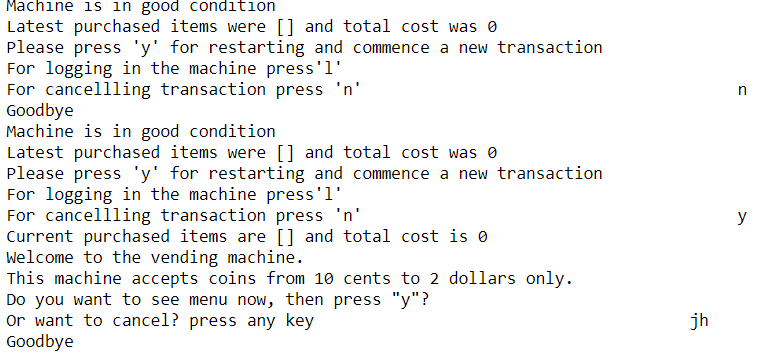 Machine is in good condition
Latest purchased items were [] and total cost was 0
Please press 'y' for restarting and commence a new transaction
For logging in the machine press'l'
For cancellling transaction press 'n' n
Goodbye
Machine is in good condition
Latest purchased items were [] and total cost was 0
Please press 'y' for restarting and commence a new transaction
For logging in the machine press'l'
For cancellling transaction press 'n' y
Current purchased items are [] and total cost is 0
Welcome to the vending machine.
This machine accepts coins from 10 cents to 2 dollars only.
Do you want to see menu now, then press "y"?
Or want to cancel? press any key jh
Goodbye